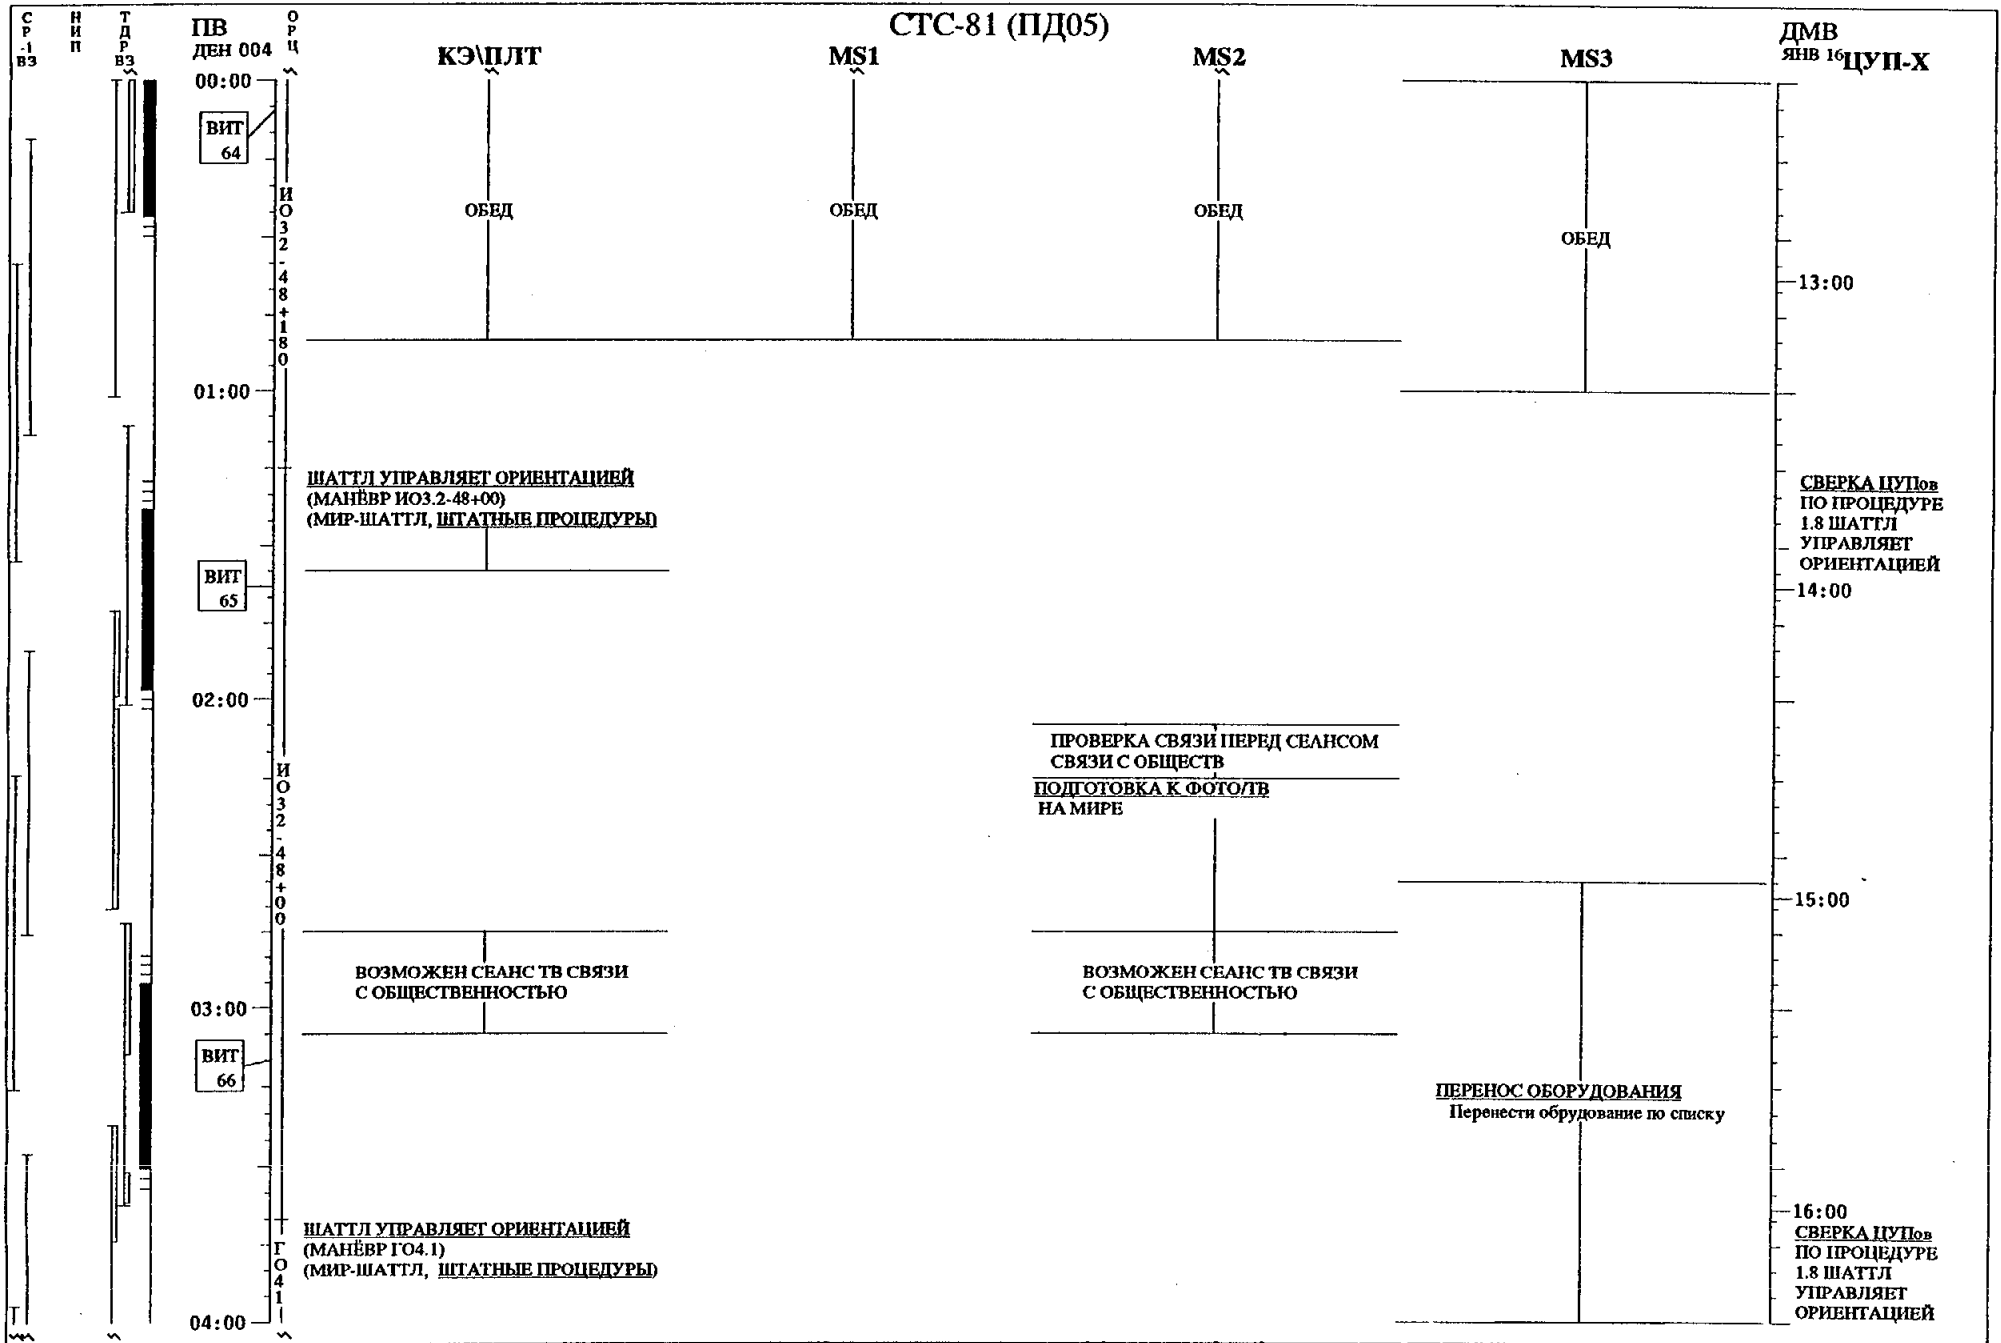 СТС-81 (ПД05)
СР-1 ВЗ
НИП
ТДР ВЗ
ПВ
ДЕН 004
ОРЦ
КЭ\ПЛТ
MS1
MS2
MS3
ДМВ
ЯНВ 16 ЦУП-Х
00:00
ВИТ
64
ИО32-48+180
ОБЕД
ОБЕД
ОБЕД
ОБЕД
13:00
01:00
ШАТТЛ УПРАВЛЯЕТ ОРИЕНТАЦИЕЙ
(МАНЁВР ИО3.2-48+00)
(МИР-ШАТТЛ, ШТАТНЫЕ ПРОЦЕДУРЫ)
СВЕРКА ЦУПов
ПО ПРОЦЕДУРЕ
1.8 ШАТТЛ
УПРАВЛЯЕТ
ОРИЕНТАЦИЕЙ
ВИТ
65
14:00
02:00
ИО32-48+00
ПРОВЕРКА СВЯЗИ ПЕРЕД СЕАНСОМ
СВЯЗИ С ОБЩЕСТВ
ПОДГОТОВКА К ФОТО/ТВ
НА МИРЕ
15:00
ВОЗМОЖЕН СЕАНС ТВ СВЯЗИ
С ОБЩЕСТВЕННОСТЬЮ
ВОЗМОЖЕН СЕАНС ТВ СВЯЗИ
С ОБЩЕСТВЕННОСТЬЮ
03:00
ВИТ
66
ПЕРЕНОС ОБОРУДОВАНИЯ
Перенести обрудование по списку
16:00
ШАТТЛ УПРАВЛЯЕТ ОРИЕНТАЦИЕЙ
(МАНЁВР ГО4.1)
(МИР-ШАТТЛ, ШТАТНЫЕ ПРОЦЕДУРЫ)
ГО41
СВЕРКА ЦУПов
ПО ПРОЦЕДУРЕ
1.8 ШАТТЛ
УПРАВЛЯЕТ
ОРИЕНТАЦИЕЙ
04:00